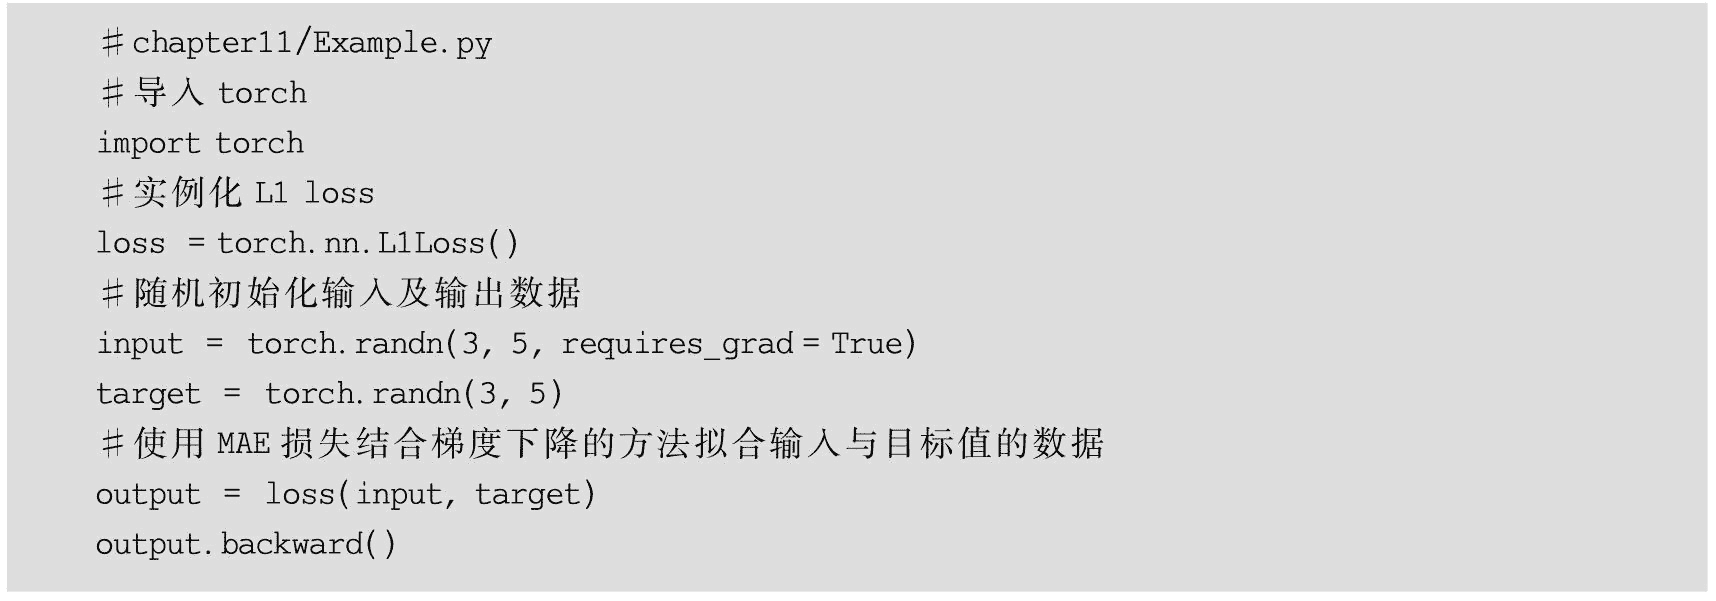 #chapter11/Example.py
#导入 torch
import torch
#实例化 L1 loss
loss = torch.nn.L1Loss()
#随机初始化输入及输出数据
input = torch.randn(3, 5, requires_grad = True)
target = torch.randn(3, 5)
#使用 MAE 损失结合梯度下降的方法拟合输入与目标值的数据
output = loss(input, target)
output.backward()